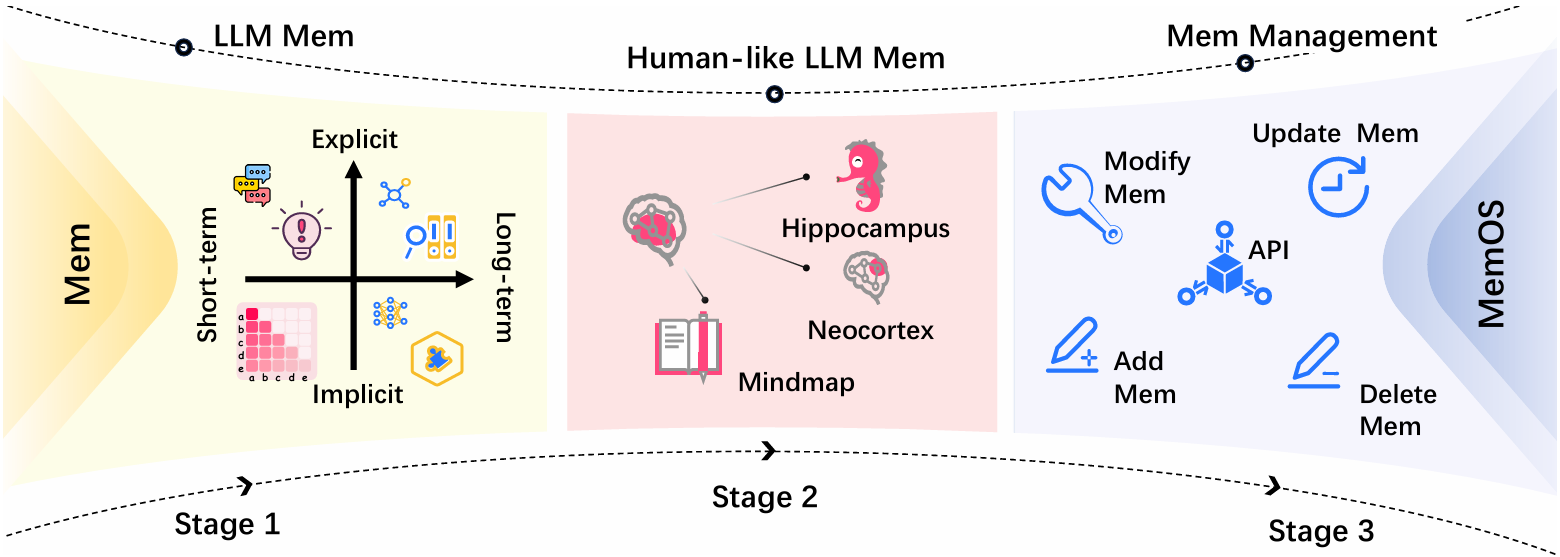 LLM Mem
Human-like LLM Mem
Mem Management
Mem
Explicit
Short-term
Long-term
Implicit
a
b
c
d
e
a b c d e
Hippocampus
Neocortex
Mindmap
Update Mem
Modify
Mem
API
Add
Mem
Delete
Mem
MemOS
Stage 1
Stage 2
Stage 3